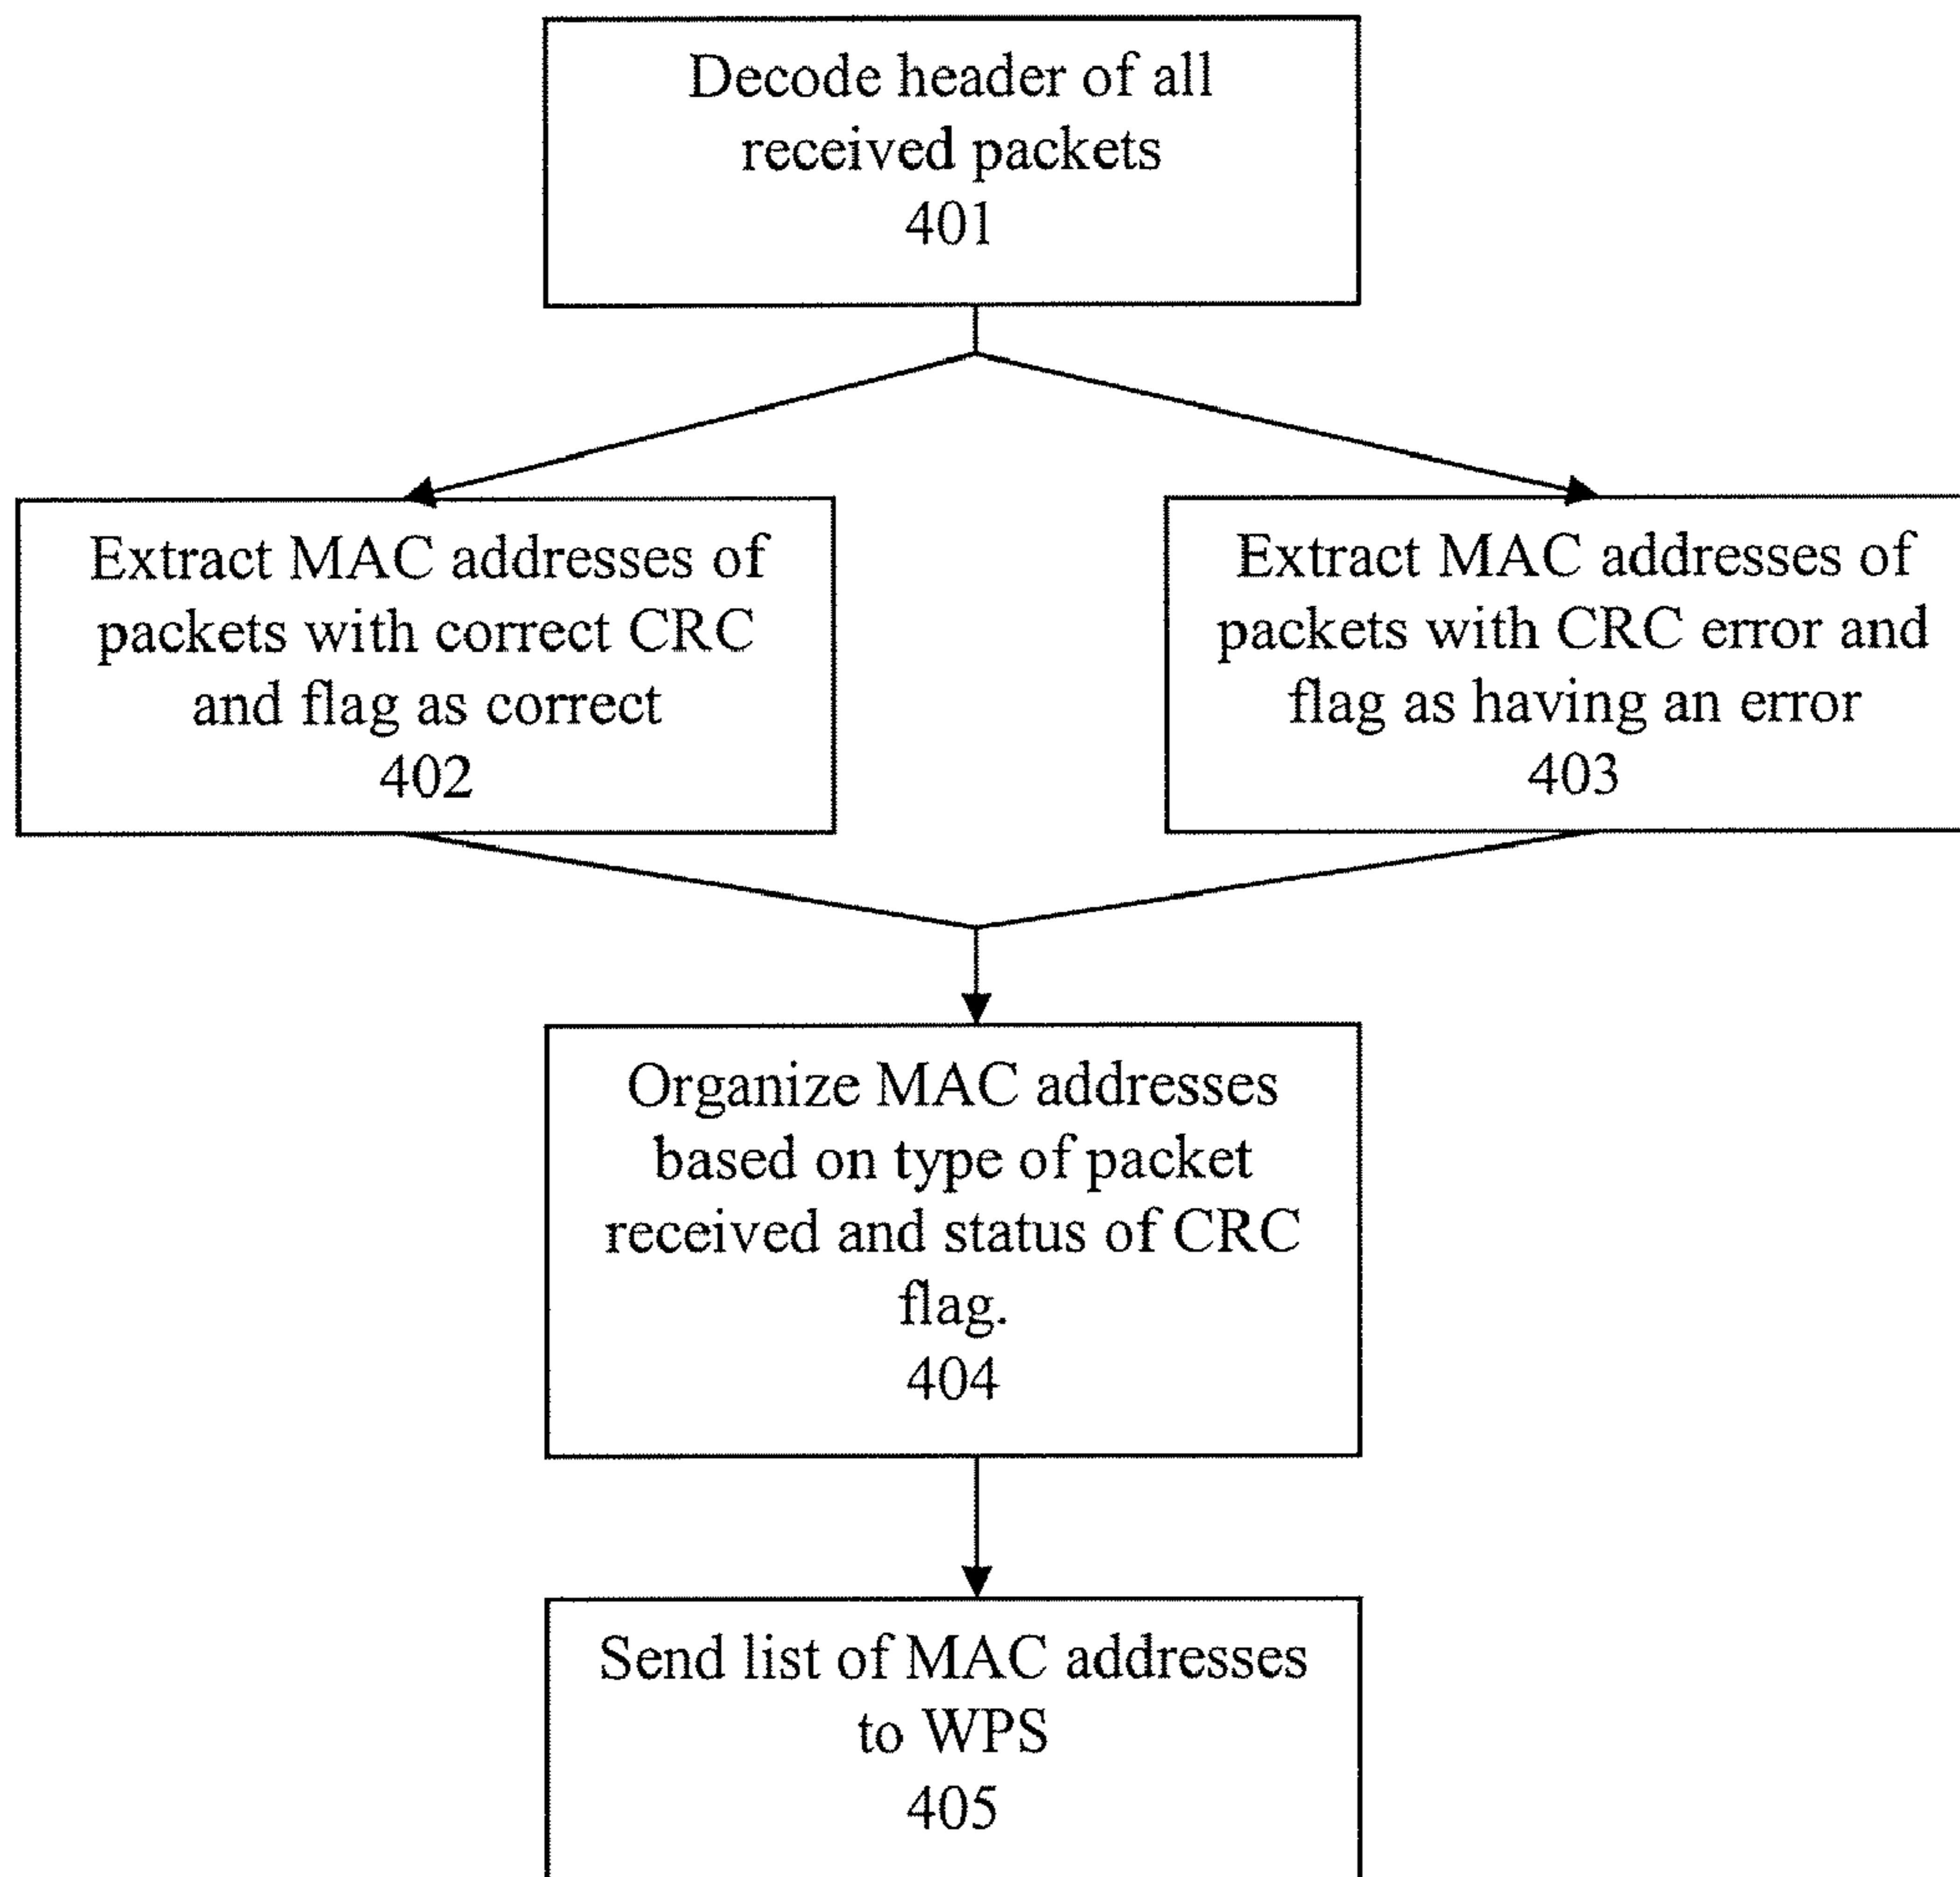 Decode header of all
received packets
401
Extract MAC addresses of
packets with correct CRC
and flag as correct
402
Extract MAC addresses of
packets with CRC error and
flag as having an error
403
Organize MAC addresses
based on type of packet
received and status of CRC
flag.
404
Send list of MAC addresses
to WPS
405